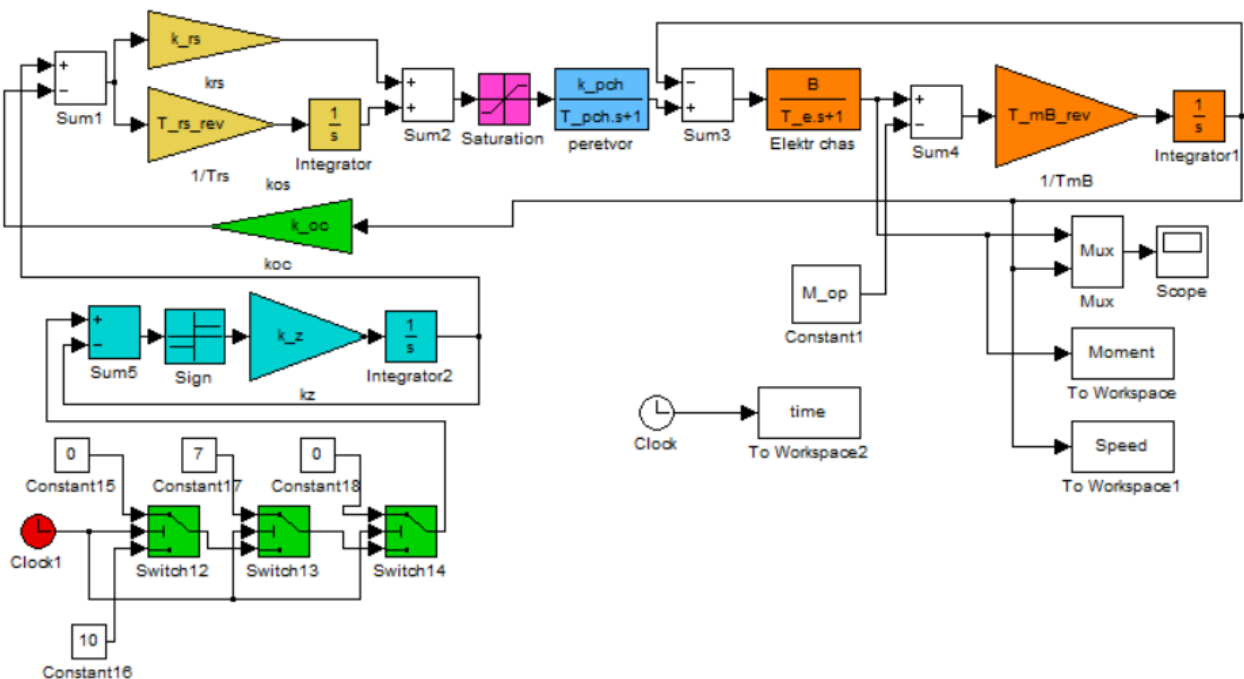 k_rs
krs
+
−
Sum1
T_rs_rev
1/Trs
1
s
Integrator
+
+
Sum2
Saturation
k_pch
T_pch.s+1
peretvor
−
+
Sum3
B
T_e.s+1
Elektr chas
+
−
Sum4
T_mB_rev
1/TmB
1
s
Integrator1
kos
k_oc
koc
M_op
Constant1
Mux
Mux
Scope
+
−
Sum5
Sign
k_z
kz
1
s
Integrator2
Moment
To Workspace
Clock
time
To Workspace2
Speed
To Workspace1
0
Constant15
7
Constant17
0
Constant18
Clock1
Switch12
Switch13
Switch14
10
Constant16